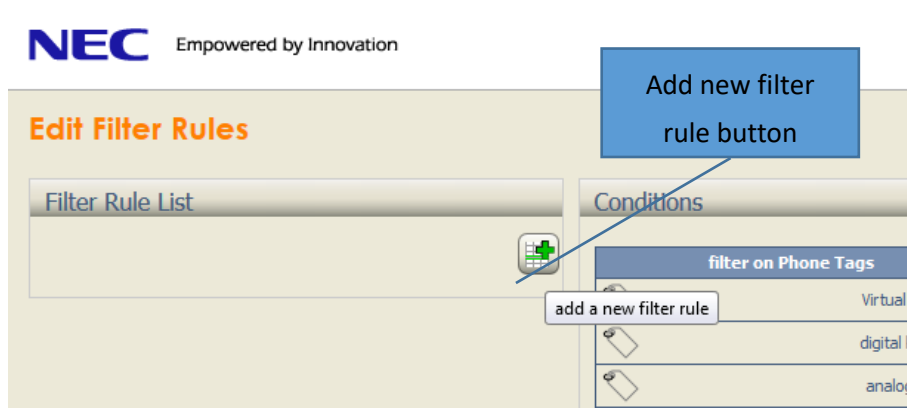 NEC Empowered by Innovation
Add new filter
rule button
Edit Filter Rules
Filter Rule List
Conditions
filter on Phone Tags
add a new filter rule
Virtual
digital
analog